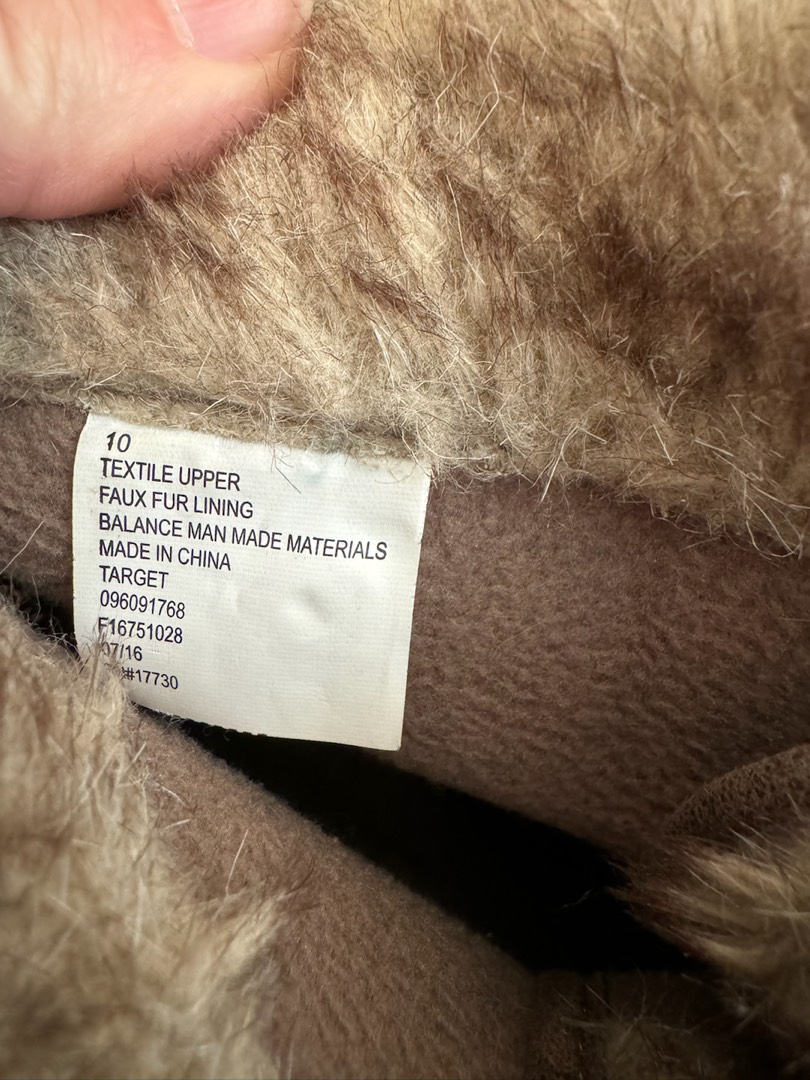 10
TEXTILE UPPER
FAUX FUR LINING
BALANCE MAN MADE MATERIALS
MADE IN CHINA
TARGET
096091768
F16751028
07/16
#17730